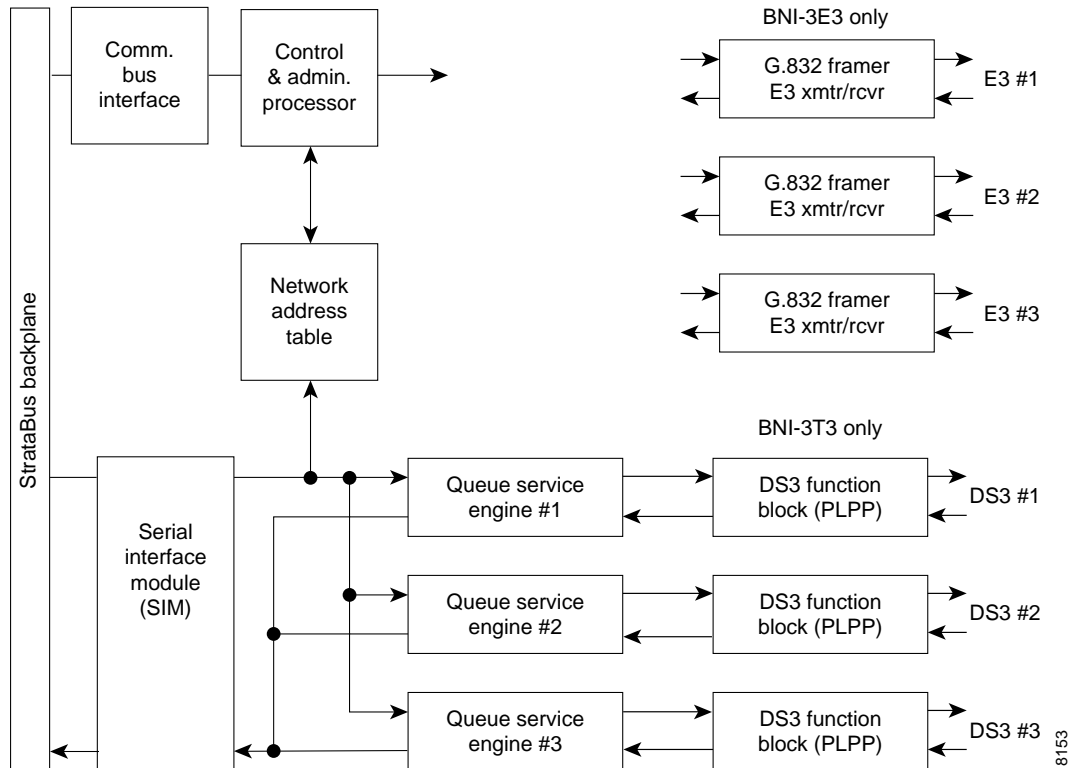 BNI-3E3 only
Comm.
bus
interface
Control
& admin.
processor
G.832 framer
E3 xmtr/rcvr
E3 #1
G.832 framer
E3 xmtr/rcvr
E3 #2
Network
address
table
G.832 framer
E3 xmtr/rcvr
E3 #3
StrataBus backplane
BNI-3T3 only
Serial
interface
module
(SIM)
Queue service
engine #1
DS3 function
block (PLPP)
DS3 #1
Queue service
engine #2
DS3 function
block (PLPP)
DS3 #2
Queue service
engine #3
DS3 function
block (PLPP)
DS3 #3
8153